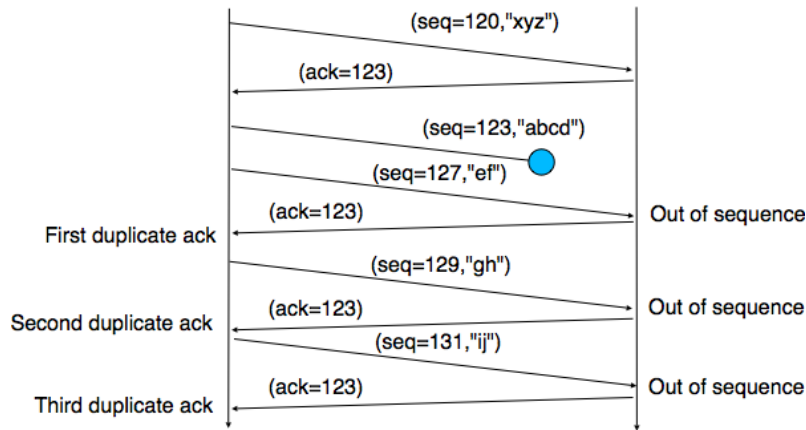 (seq=120,"xyz")
(ack=123)
(seq=123,"abcd")
(seq=127,"ef")
(ack=123)
Out of sequence
First duplicate ack
(seq=129,"gh")
(ack=123)
Out of sequence
Second duplicate ack
(seq=131,"ij")
(ack=123)
Out of sequence
Third duplicate ack